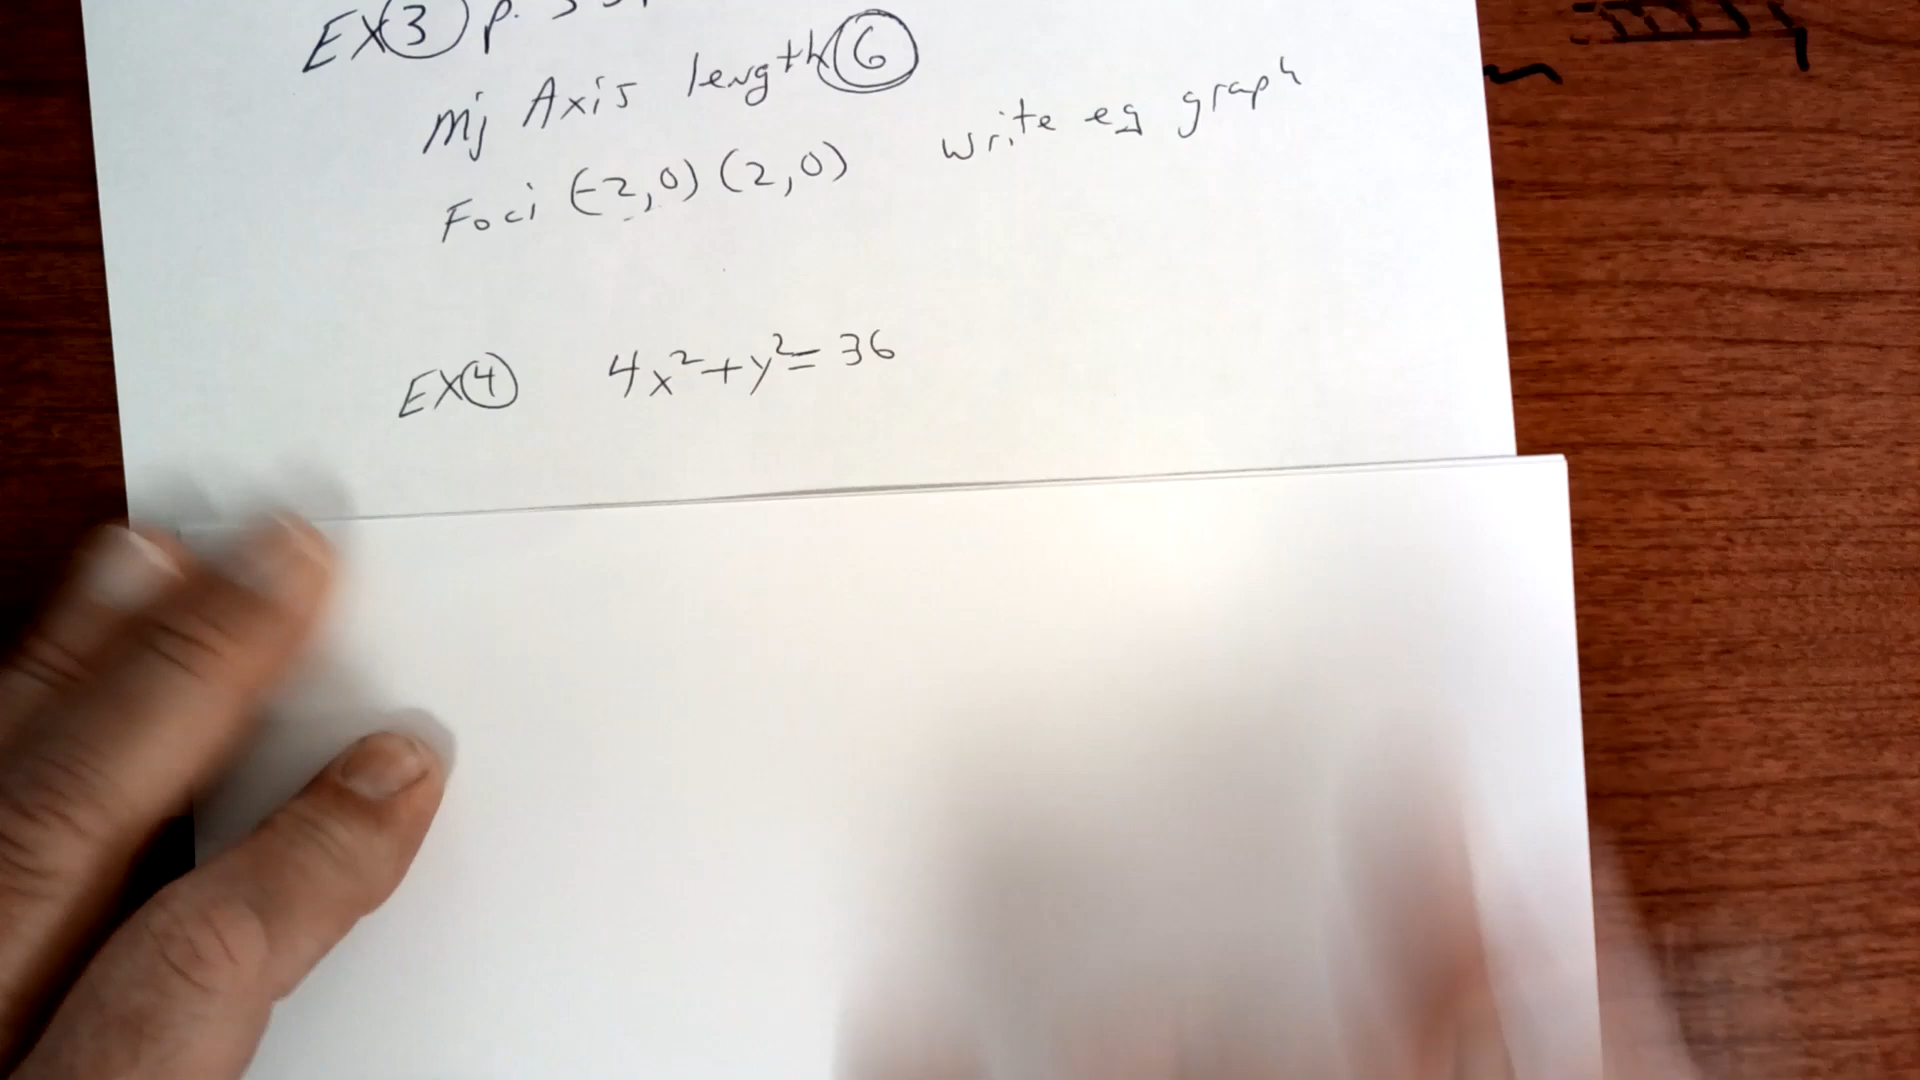 EX③ p.
Mj Axis length ⑥
Foci (-2,0) (2,0) write eq graph
EX④ 4x²+y²=36